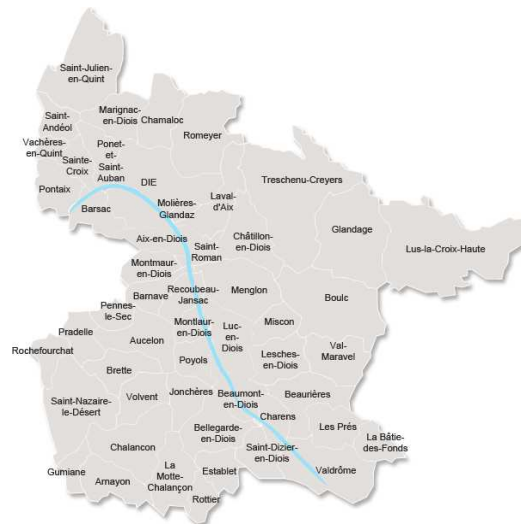 Saint-Julien-
en-Quint
Marignac-
en-Diois
Chamaloc
Saint-
Andéol
Romeyer
Vachères-
en-Quint
Ponet-
et-
Saint-
Auban
Sainte-
Croix
DIE
Treschenu-Creyers
Pontaix
Barsac
Molières-
Glandaz
Laval-
d'Aix
Glandage
Aix-en-Diois
Châtillon-
en-Diois
Lus-la-Croix-Haute
Saint-
Roman
Montmaur-
en-Diois
Barnave
Recoubeau-
Jansac
Menglon
Boulc
Pennes-
le-Sec
Pradelle
Montlaur-
en-Diois
Luc-
en-
Diois
Miscon
Aucelon
Rochefourchat
Val-
Maravel
Lesches-
en-Diois
Poyols
Brette
Saint-Nazaire-
le-Désert
Volvent
Jonchères
Beaumont-
en-Diois
Beaurières
Charens
Les Prés
Bellegarde-
en-Diois
La Bâtie-
des-Fonds
Chalancon
Saint-Dizier-
en-Diois
Gumiane
La
Motte-
Chalançon
Establet
Valdrôme
Arnayon
Rottier